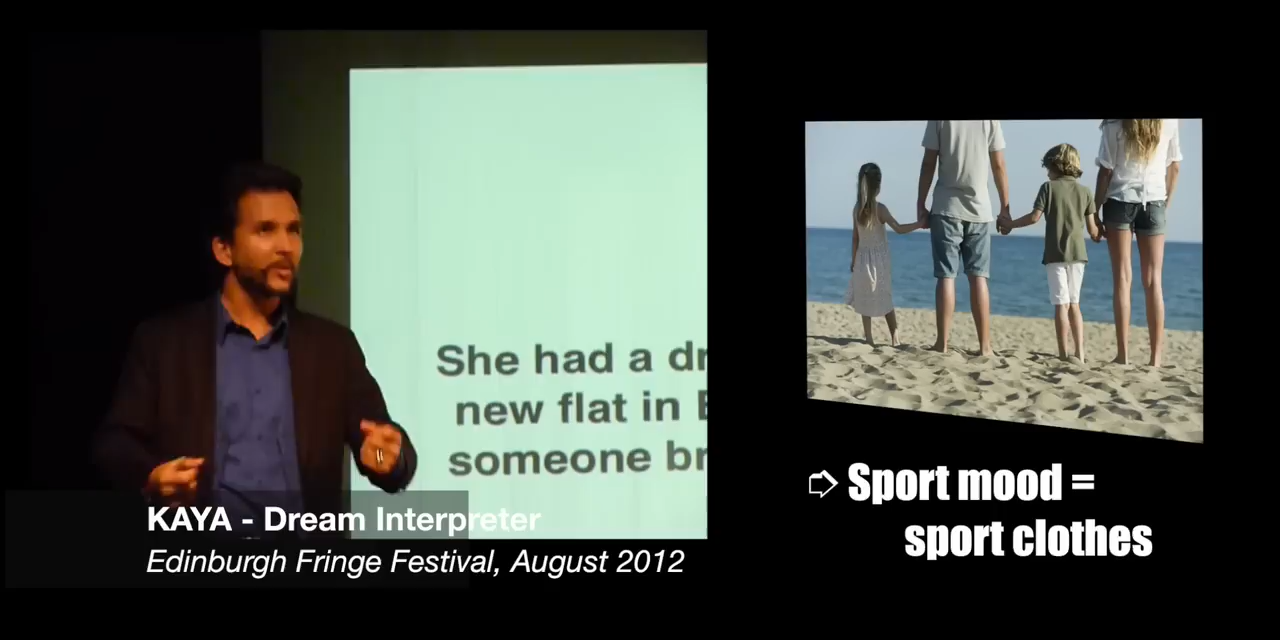 She had a dr
new flat in
someone br
KAYA - Dream Interpreter
Edinburgh Fringe Festival, August 2012
➩ Sport mood =
sport clothes